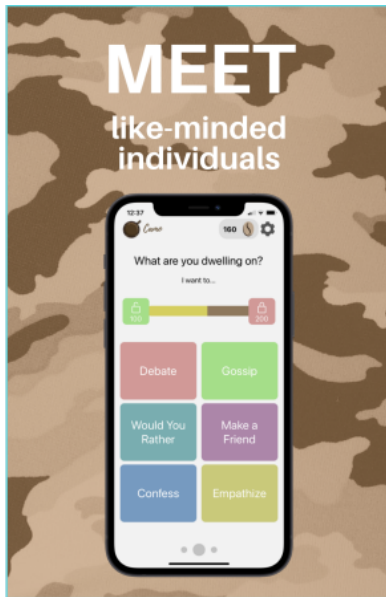 MEET
like-minded
individuals
12:37
Camo
160
What are you dwelling on?
I want to...
100
200
Debate
Gossip
Would You
Rather
Make a
Friend
Confess
Empathize